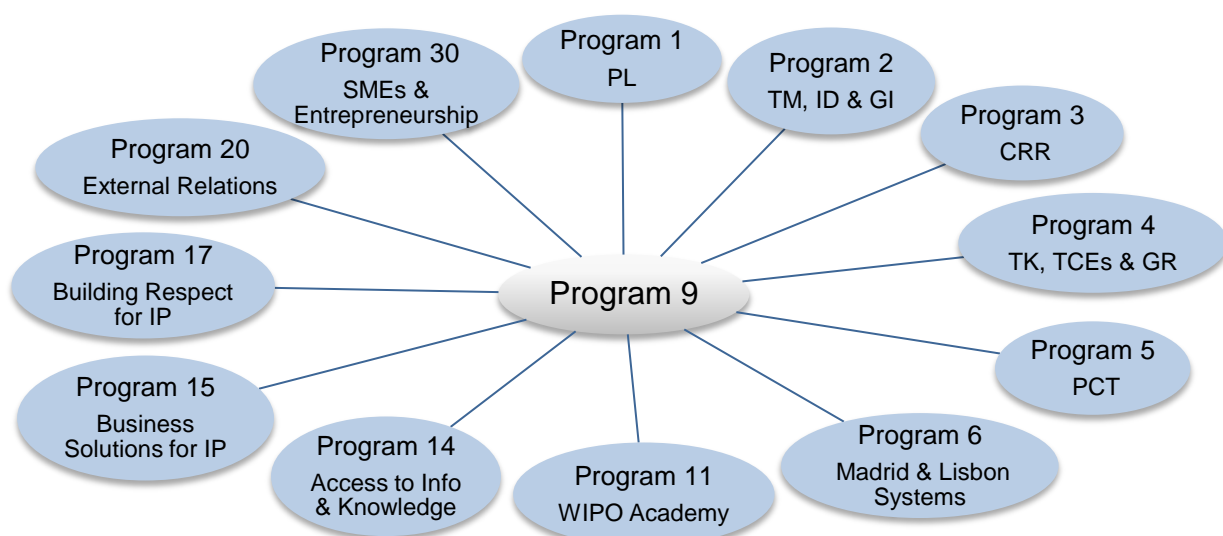 Program 1
PL
Program 2
TM, ID & GI
Program 3
CRR
Program 4
TK, TCEs & GR
Program 5
PCT
Program 6
Madrid & Lisbon
Systems
Program 11
WIPO Academy
Program 14
Access to Info
& Knowledge
Program 15
Business
Solutions for IP
Program 17
Building Respect
for IP
Program 20
External Relations
Program 30
SMEs &
Entrepreneurship
Program 9